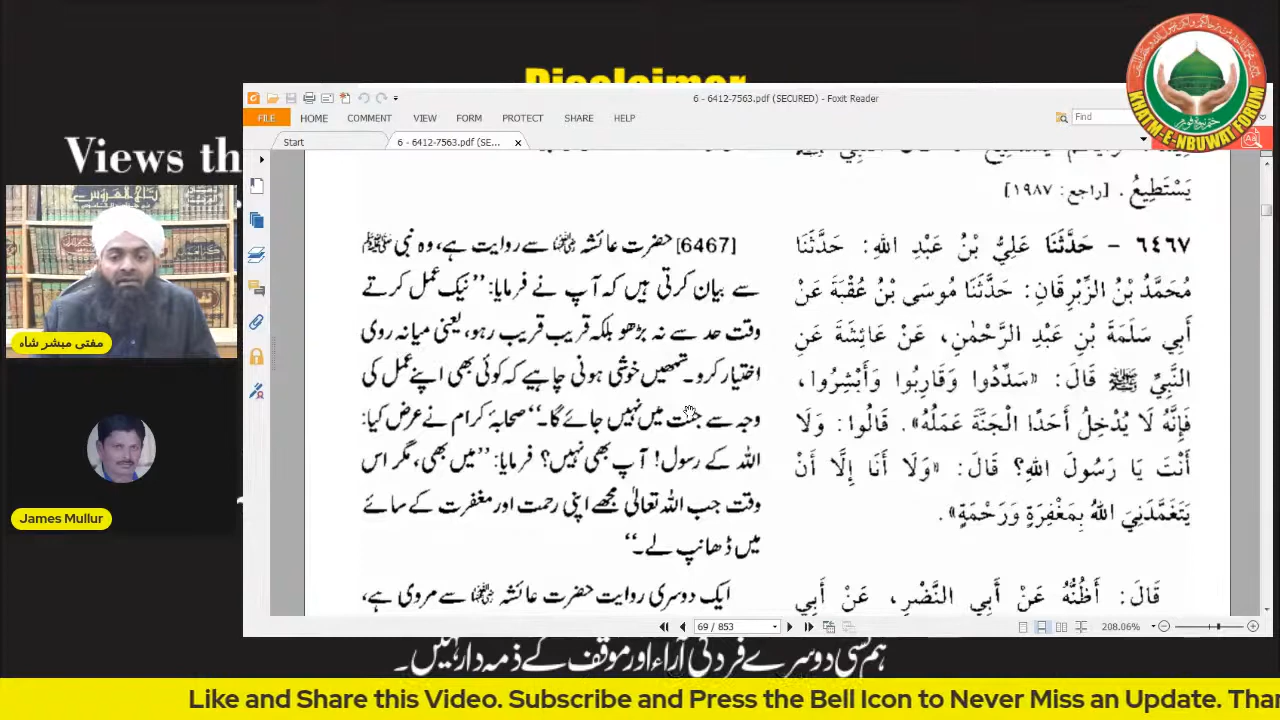 Disclaimer
Views th
6 - 6412-7563.pdf (SECURED) - Foxit Reader
FILE HOME COMMENT VIEW FORM PROTECT SHARE HELP
Find
Start
6 - 6412-7563.pdf (SE...
KHATM-E-NBUWAT FORUM
يَسْتَطِيعُ. [راجع: ١٩٨٧]
٦٤٦٧ - حَدَّثَنَا عَلِيُّ بْنُ عَبْدِ اللهِ: حَدَّثَنَا
مُحَمَّدُ بْنُ الزِّبْرِقَانِ: حَدَّثَنَا مُوسَى بْنُ عُقْبَةَ عَنْ
أَبِي سَلَمَةَ بْنِ عَبْدِ الرَّحْمٰنِ، عَنْ عَائِشَةَ عَنِ
النَّبِيِّ ﷺ قَالَ: «سَدِّدُوا وَقَارِبُوا وَأَبْشِرُوا،
فَإِنَّهُ لَا يُدْخِلُ أَحَدًا الْجَنَّةَ عَمَلُهُ». قَالُوا: وَلَا
أَنْتَ يَا رَسُولَ اللهِ؟ قَالَ: «وَلَا أَنَا إِلَّا أَنْ
يَتَغَمَّدَنِيَ اللهُ بِمَغْفِرَةٍ وَرَحْمَةٍ».
قَالَ: أَظُنُّهُ عَنْ أَبِي النَّضْرِ، عَنْ أَبِي
[6467] حضرت عائشہ ؓ سے روایت ہے، وہ نبی ﷺ
سے بیان کرتی ہیں کہ آپ نے فرمایا: ’’نیک عمل کرتے
وقت حد سے نہ بڑھو بلکہ قریب قریب رہو، یعنی میانہ روی
اختیار کرو۔ تمھیں خوشی ہونی چاہیے کہ کوئی بھی اپنے عمل کی
وجہ سے جنت میں نہیں جائے گا۔‘‘ صحابۂ کرام نے عرض کیا:
اللہ کے رسول! آپ بھی نہیں؟ فرمایا: ’’میں بھی، مگر اس
وقت جب اللہ تعالیٰ مجھے اپنی رحمت اور مغفرت کے سائے
میں ڈھانپ لے۔‘‘
ایک دوسری روایت حضرت عائشہ ؓ سے مروی ہے،
مفتی مبشر شاہ
James Mullur
69 / 853
208.06%
ہم کسی دوسرے فرد کی آراء اور موقف کے ذمہ دار نہیں۔
Like and Share this Video. Subscribe and Press the Bell Icon to Never Miss an Update. Than